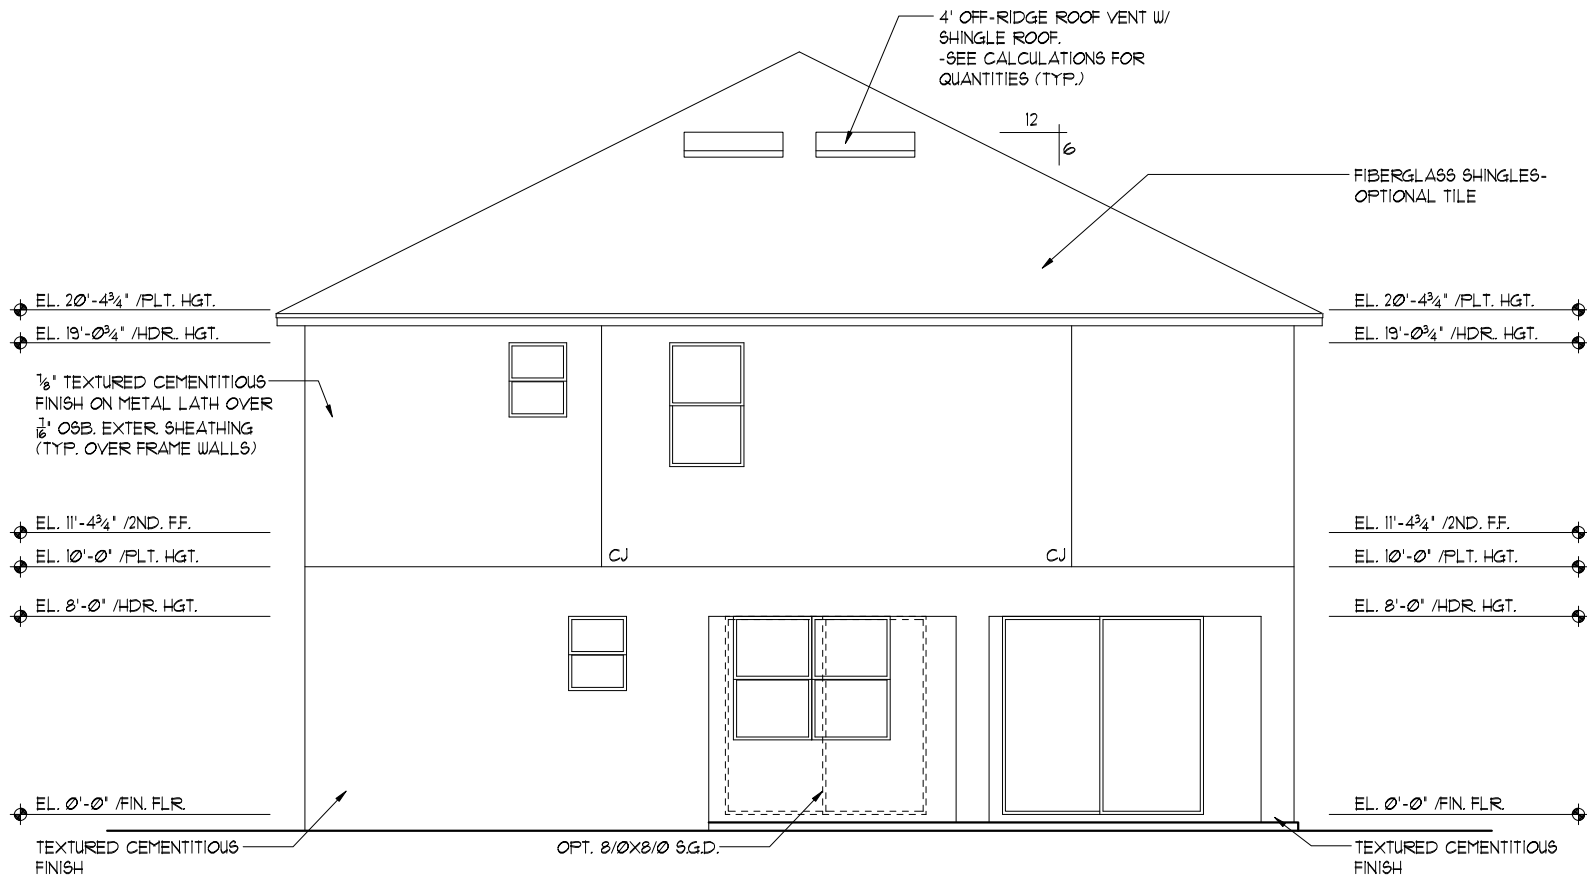 4' OFF-RIDGE ROOF VENT W/
SHINGLE ROOF.
-SEE CALCULATIONS FOR
QUANTITIES (TYP.)
12
6
FIBERGLASS SHINGLES-
OPTIONAL TILE
EL. 20'-4¾" /PLT. HGT.
EL. 19'-0¾" /HDR. HGT.
⅞" TEXTURED CEMENTITIOUS
FINISH ON METAL LATH OVER
7/16" OSB. EXTER. SHEATHING
(TYP. OVER FRAME WALLS)
EL. 11'-4¾" /2ND. F.F.
EL. 10'-0" /PLT. HGT.
EL. 8'-0" /HDR. HGT.
EL. 0'-0" /FIN. FLR.
TEXTURED CEMENTITIOUS
FINISH
CJ
CJ
OPT. 8/0X8/0 S.G.D.
EL. 20'-4¾" /PLT. HGT.
EL. 19'-0¾" /HDR. HGT.
EL. 11'-4¾" /2ND. F.F.
EL. 10'-0" /PLT. HGT.
EL. 8'-0" /HDR. HGT.
EL. 0'-0" /FIN. FLR.
TEXTURED CEMENTITIOUS
FINISH